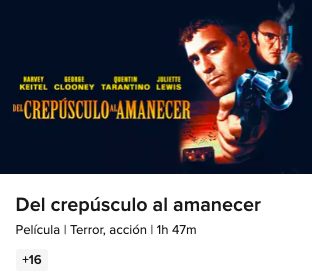 HARVEY GEORGE QUENTIN JULIETTE
KEITEL CLOONEY TARANTINO LEWIS
DEL CREPÚSCULO AL AMANECER
Del crepúsculo al amanecer
Película | Terror, acción | 1h 47m
+16